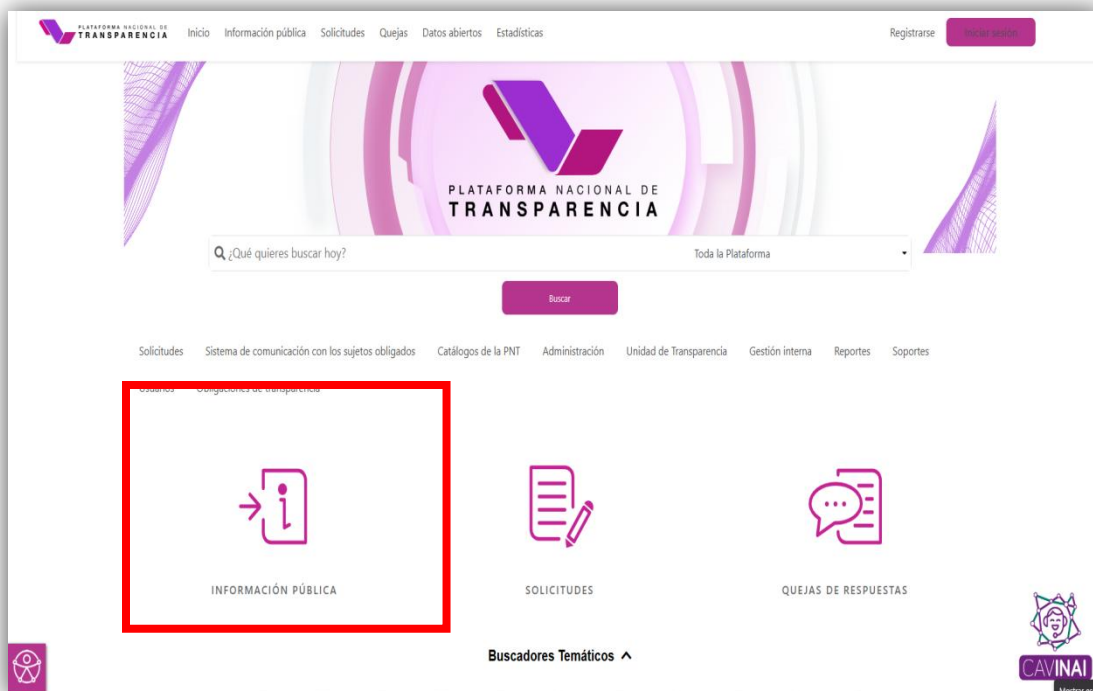 PLATAFORMA NACIONAL DE
TRANSPARENCIA
Inicio Información pública Solicitudes Quejas Datos abiertos Estadísticas
Registrarse Iniciar sesión
PLATAFORMA NACIONAL DE
TRANSPARENCIA
¿Qué quieres buscar hoy? Toda la Plataforma
Buscar
Solicitudes Sistema de comunicación con los sujetos obligados Catálogos de la PNT Administración Unidad de Transparencia Gestión interna Reportes Soportes
Usuarios Obligaciones de transparencia
INFORMACIÓN PÚBLICA SOLICITUDES QUEJAS DE RESPUESTAS
Buscadores Temáticos
CAVINAI